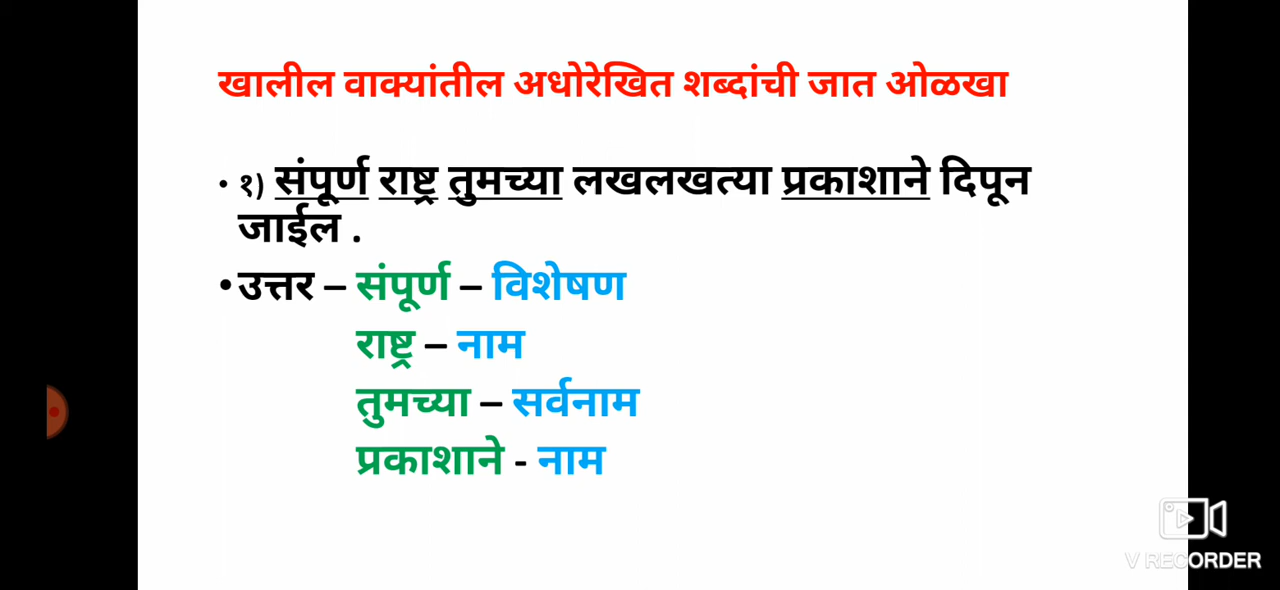 खालील वाक्यांतील अधोरेखित शब्दांची जात ओळखा
• १) संपूर्ण राष्ट्र तुमच्या लखलखत्या प्रकाशाने दिपून
जाईल .
• उत्तर – संपूर्ण – विशेषण
राष्ट्र – नाम
तुमच्या – सर्वनाम
प्रकाशाने - नाम
V RECORDER